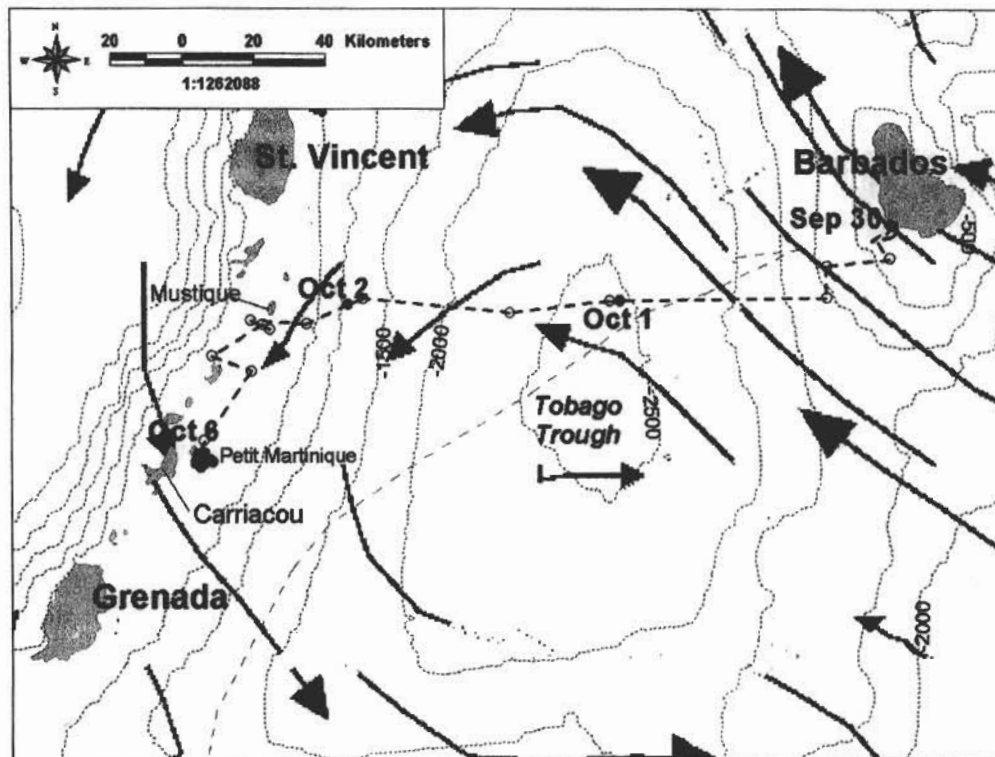 N
W E
S
20 0 20 40 Kilometers
1:1262088
St. Vincent
Barbados
Sep 30
-500
Mustique
Oct 2
Oct 1
-1500
-2000
-2500
Tobago
Trough
Oct 6
Petit Martinique
Carriacou
Grenada
-2000